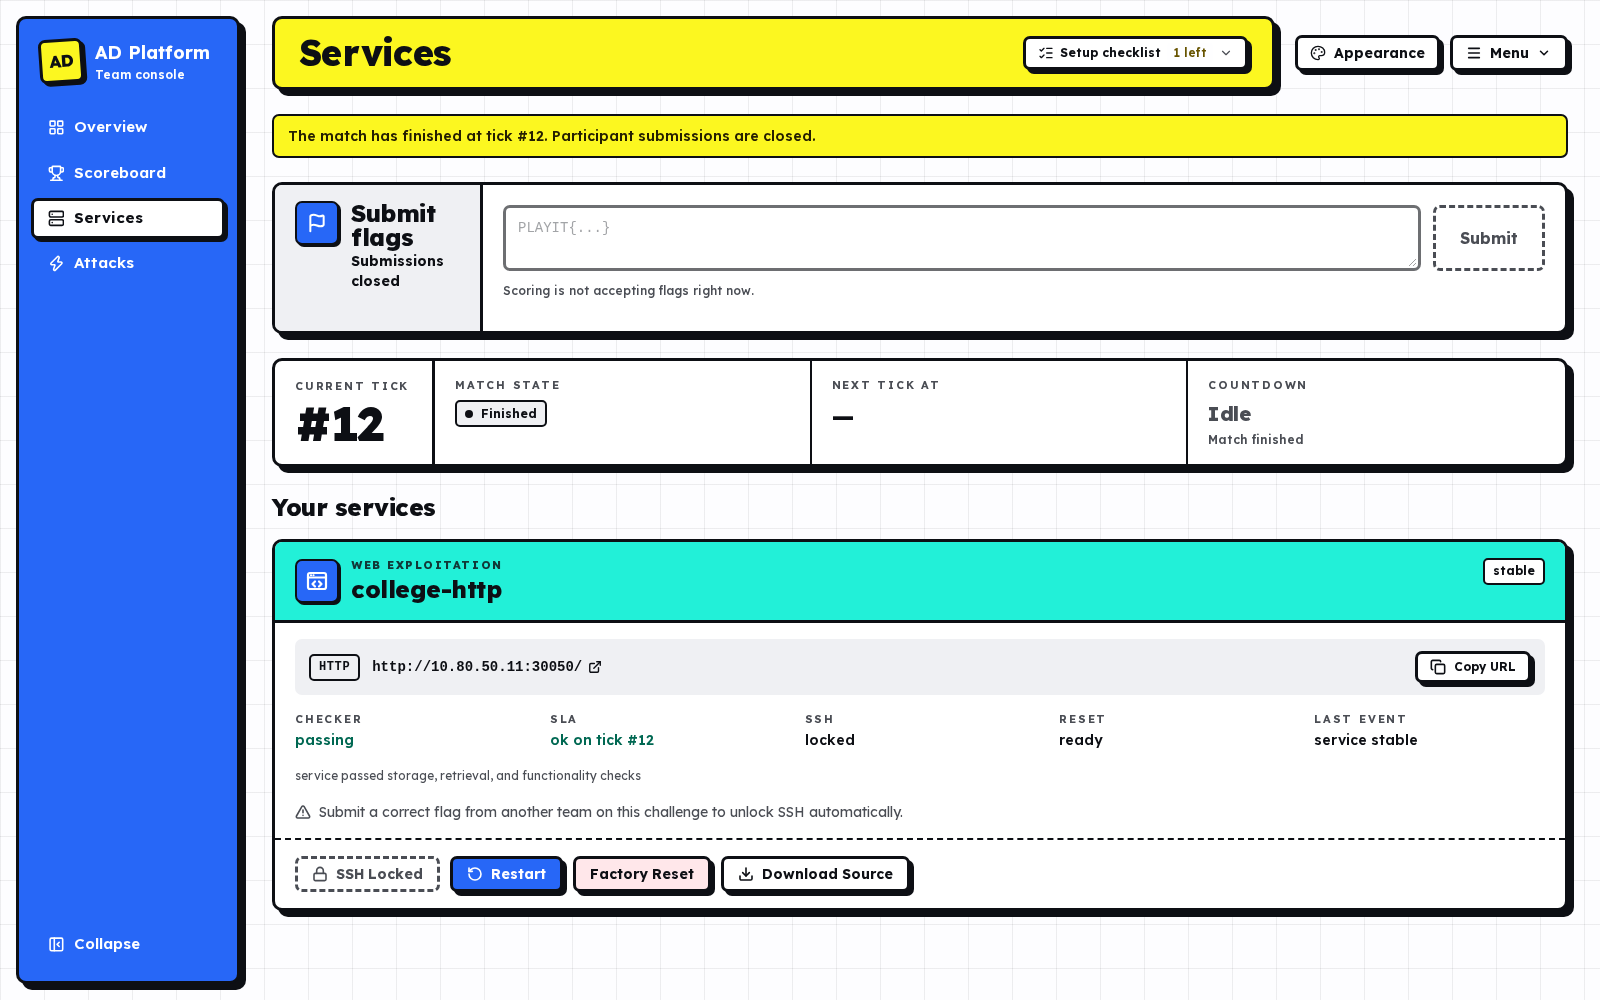 AD
AD Platform
Team console
Overview
Scoreboard
Services
Attacks
Collapse
Services
Setup checklist 1 left
Appearance
Menu
The match has finished at tick #12. Participant submissions are closed.
Submit
flags
Submissions
closed
PLAYIT{...}
Submit
Scoring is not accepting flags right now.
CURRENT TICK
#12
MATCH STATE
Finished
NEXT TICK AT
—
COUNTDOWN
Idle
Match finished
Your services
WEB EXPLOITATION
college-http
stable
HTTP http://10.80.50.11:30050/
Copy URL
CHECKER
passing
SLA
ok on tick #12
SSH
locked
RESET
ready
LAST EVENT
service stable
service passed storage, retrieval, and functionality checks
Submit a correct flag from another team on this challenge to unlock SSH automatically.
SSH Locked
Restart
Factory Reset
Download Source